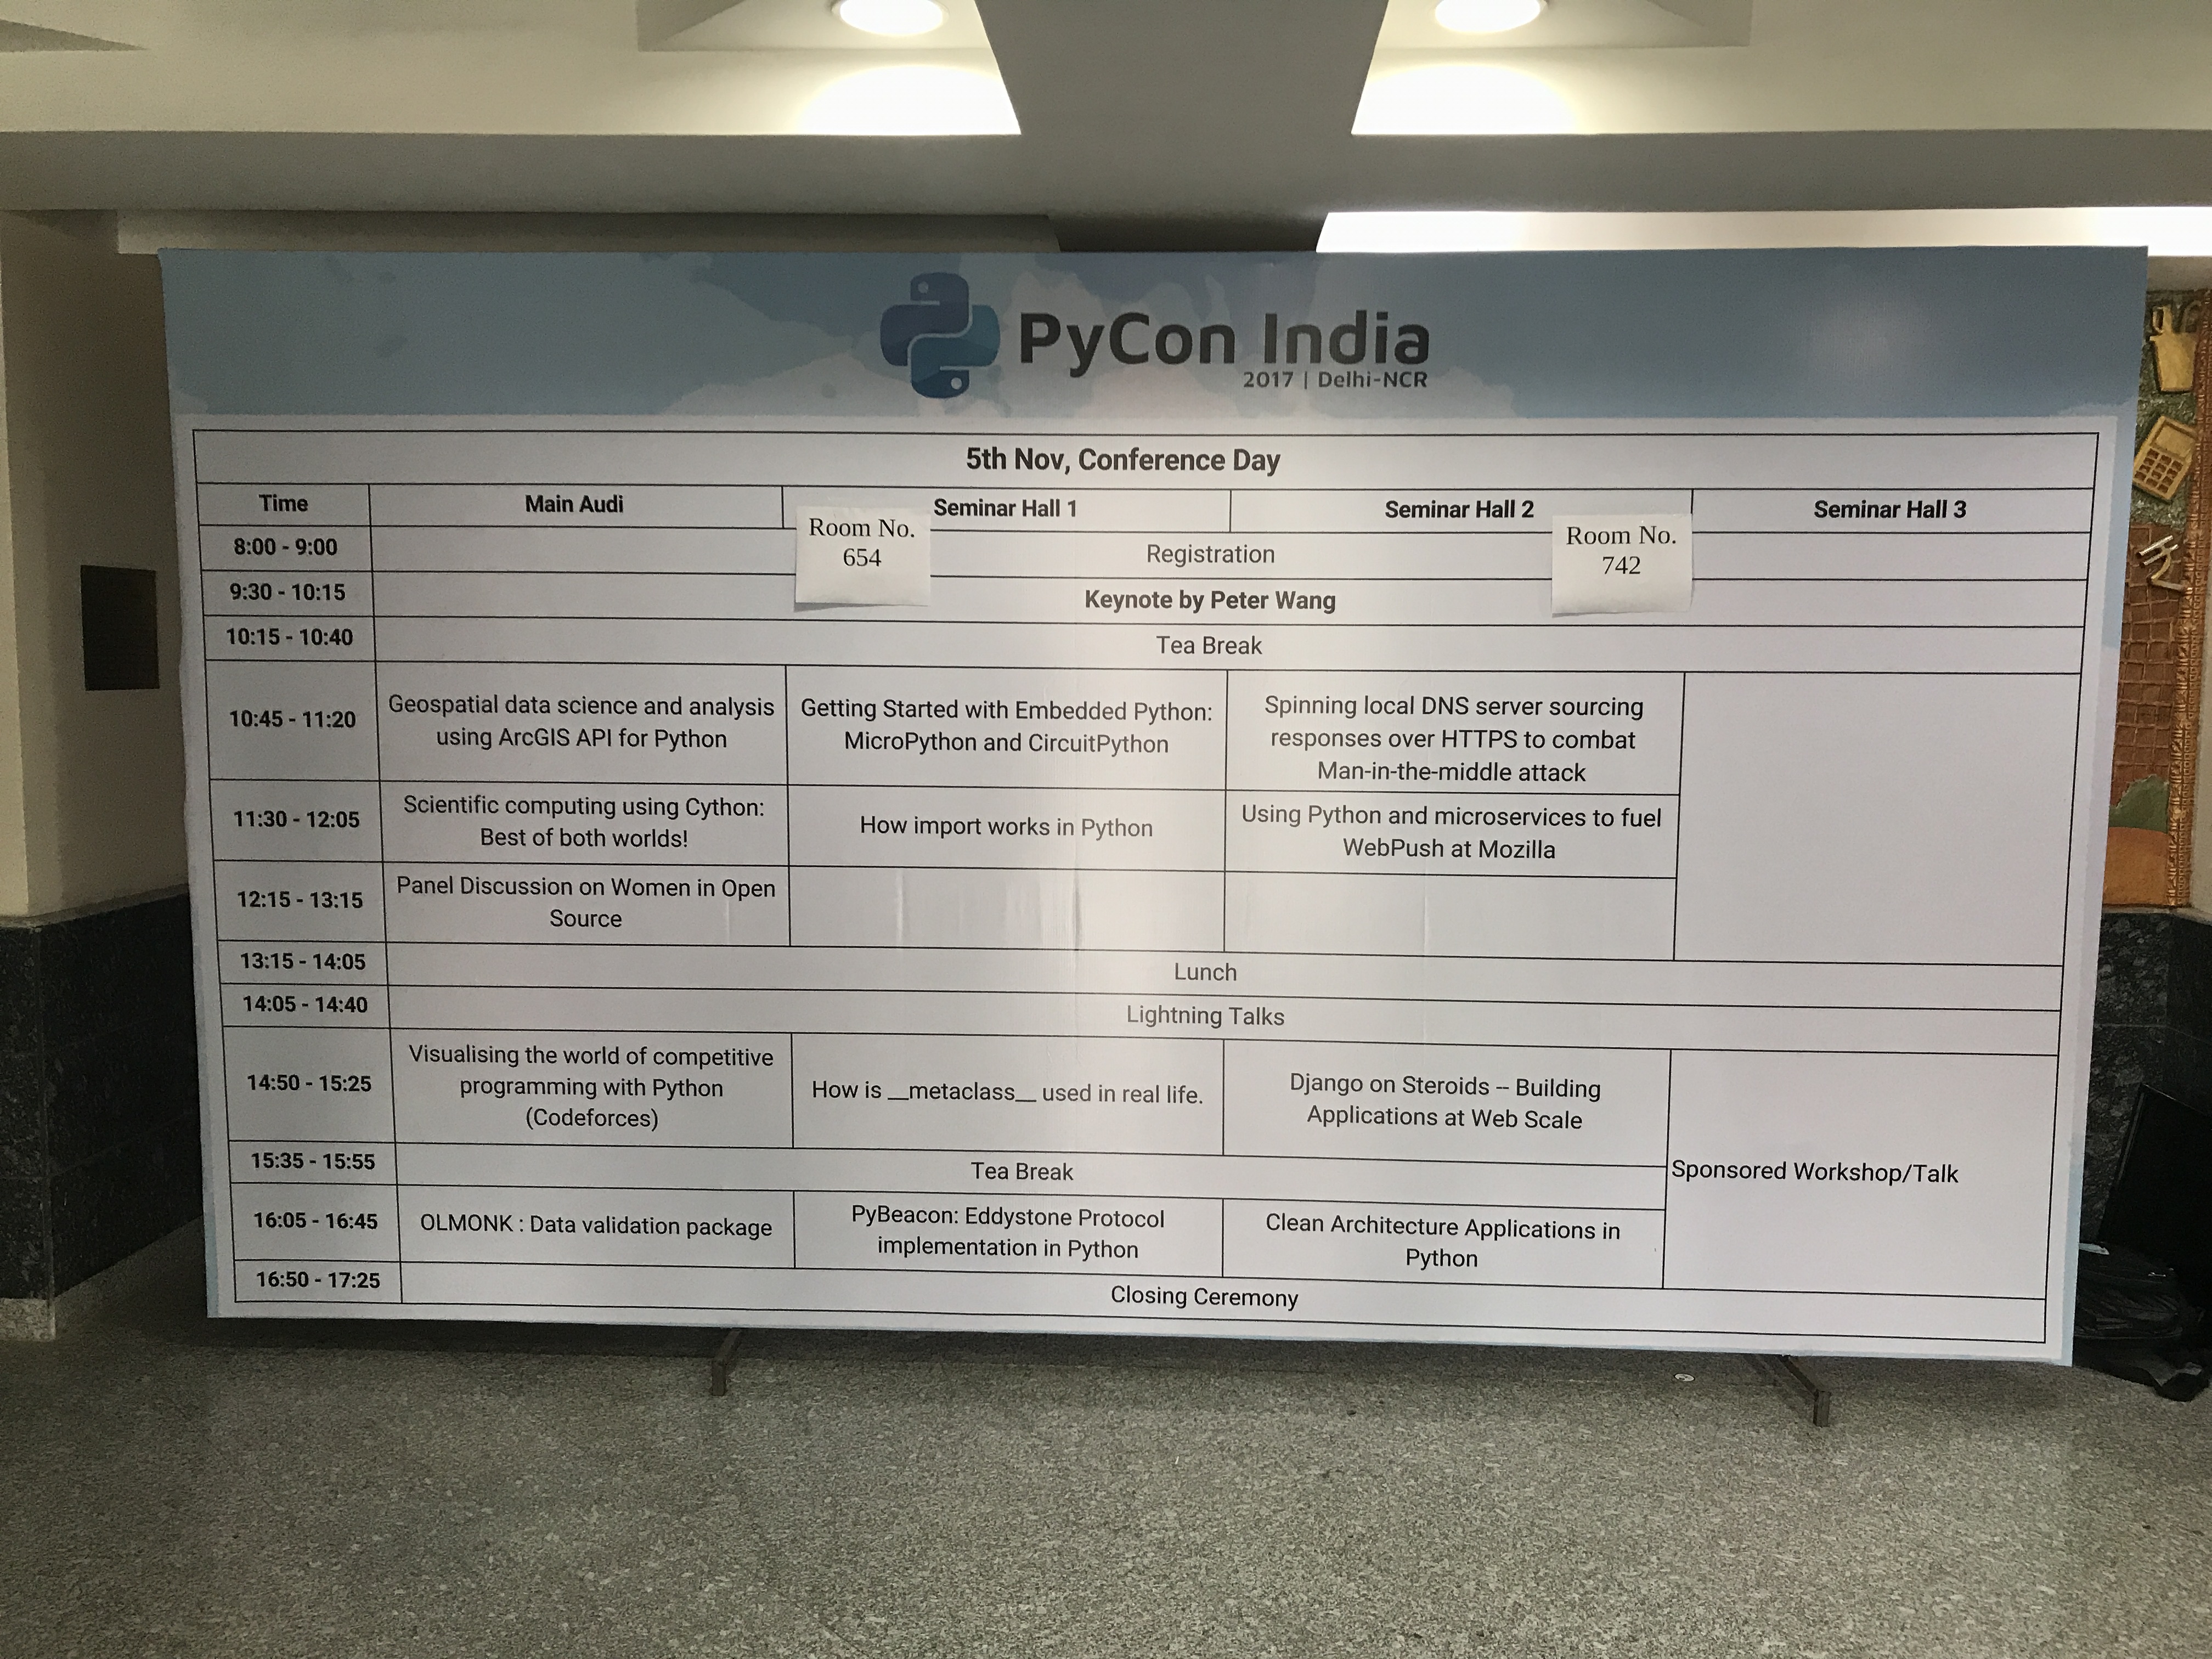 PyCon India
2017 | Delhi-NCR
5th Nov, Conference Day
Time
Main Audi
Seminar Hall 1
Seminar Hall 2
Seminar Hall 3
Room No.
654
Room No.
742
8:00 - 9:00
Registration
9:30 - 10:15
Keynote by Peter Wang
10:15 - 10:40
Tea Break
10:45 - 11:20
Geospatial data science and analysis
using ArcGIS API for Python
Getting Started with Embedded Python:
MicroPython and CircuitPython
Spinning local DNS server sourcing
responses over HTTPS to combat
Man-in-the-middle attack
11:30 - 12:05
Scientific computing using Cython:
Best of both worlds!
How import works in Python
Using Python and microservices to fuel
WebPush at Mozilla
12:15 - 13:15
Panel Discussion on Women in Open
Source
13:15 - 14:05
Lunch
14:05 - 14:40
Lightning Talks
14:50 - 15:25
Visualising the world of competitive
programming with Python
(Codeforces)
How is __metaclass__ used in real life.
Django on Steroids -- Building
Applications at Web Scale
Sponsored Workshop/Talk
15:35 - 15:55
Tea Break
16:05 - 16:45
OLMONK : Data validation package
PyBeacon: Eddystone Protocol
implementation in Python
Clean Architecture Applications in
Python
16:50 - 17:25
Closing Ceremony